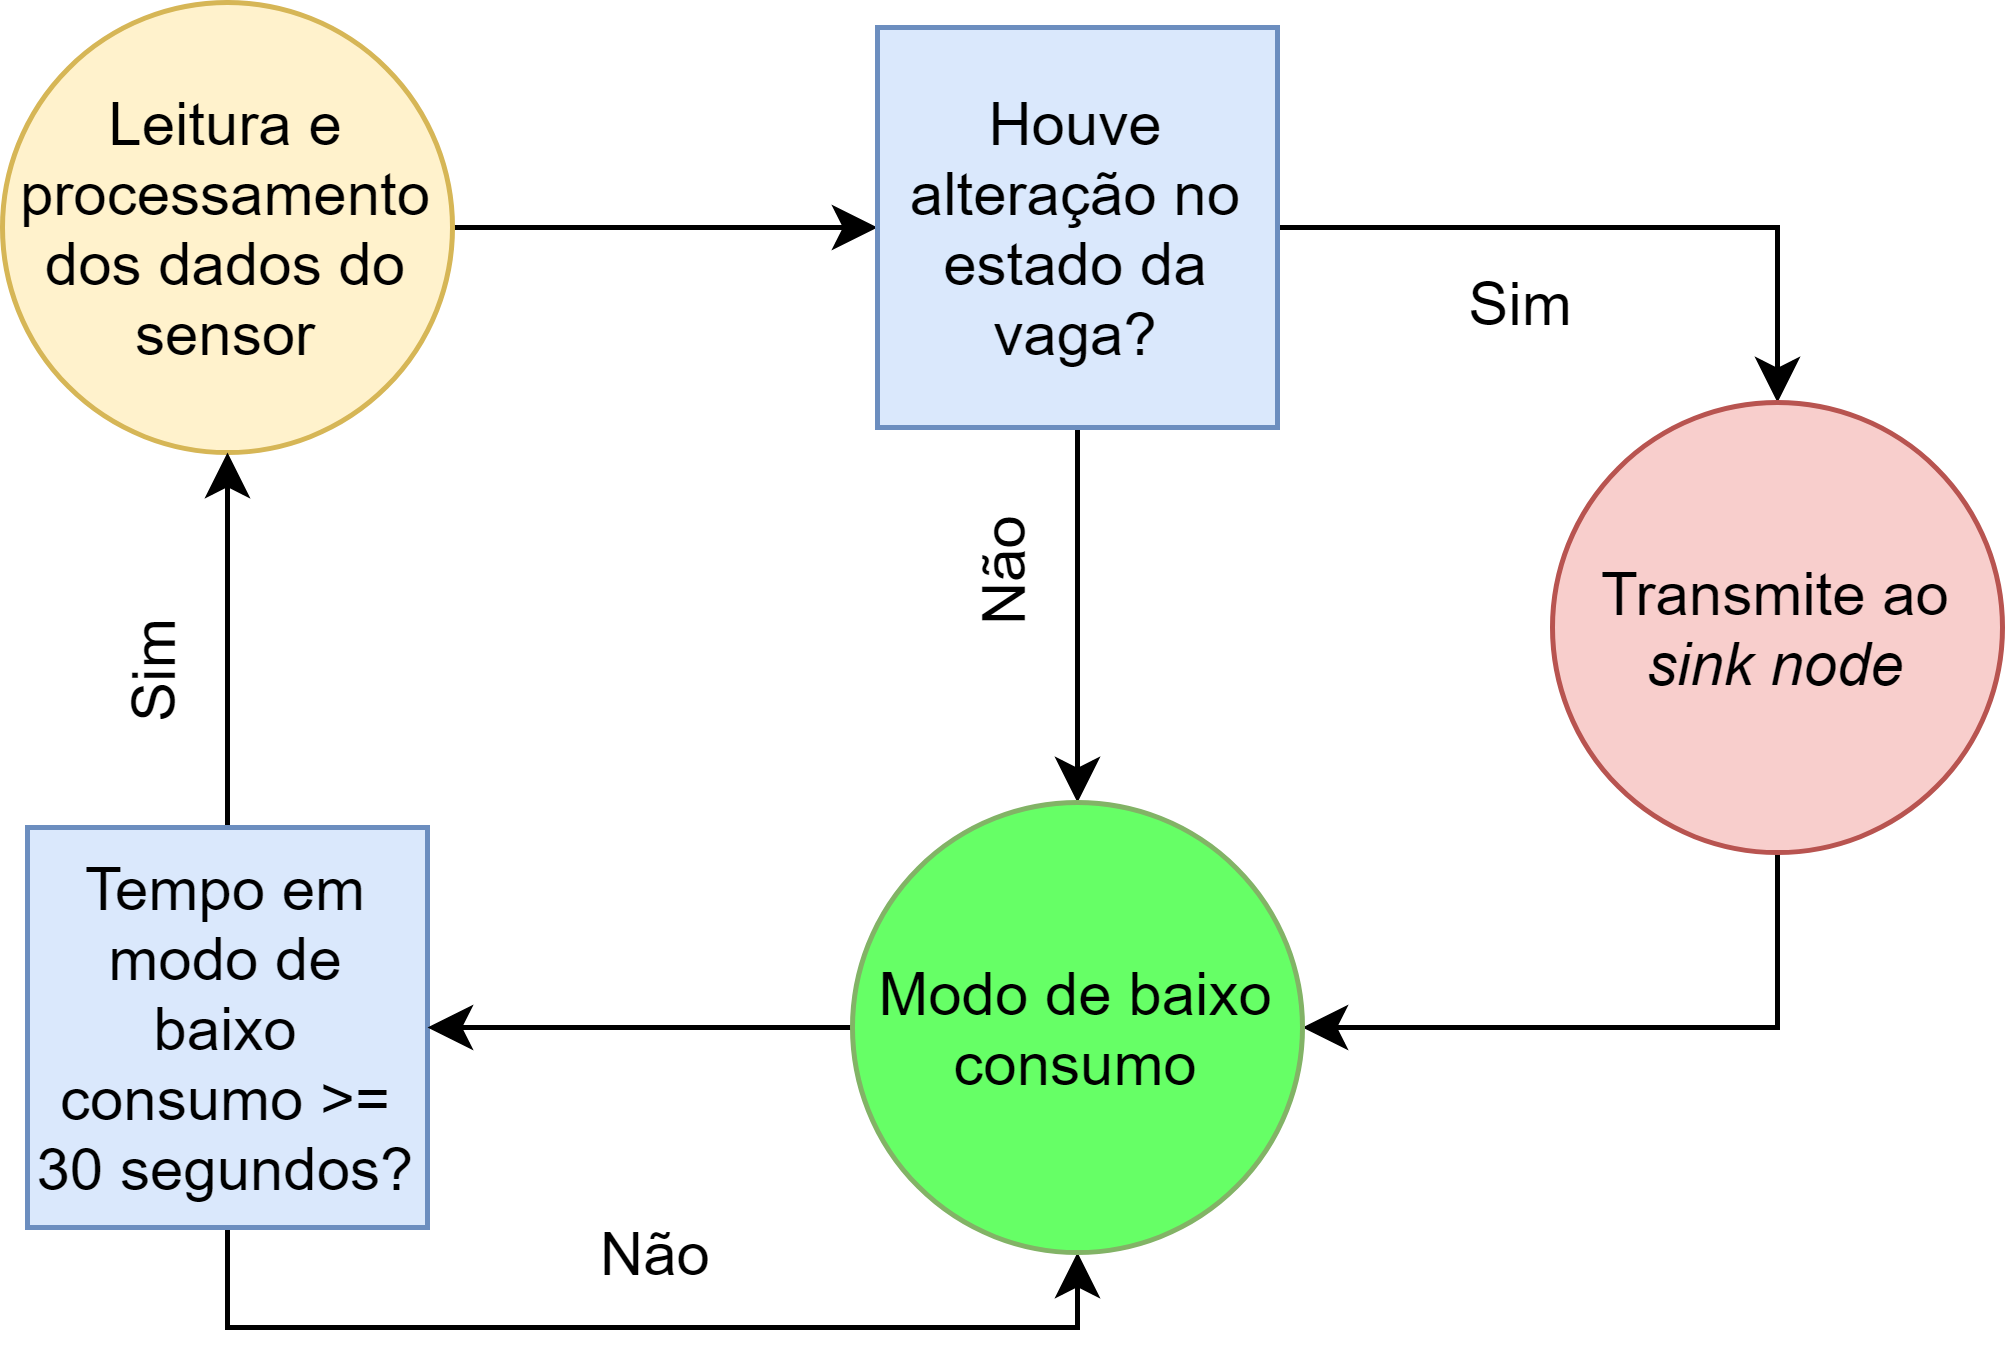 Leitura e
processamento
dos dados do
sensor
Houve
alteração no
estado da
vaga?
Sim
Não
Transmite ao
sink node
Sim
Tempo em
modo de
baixo
consumo >=
30 segundos?
Modo de baixo
consumo
Não